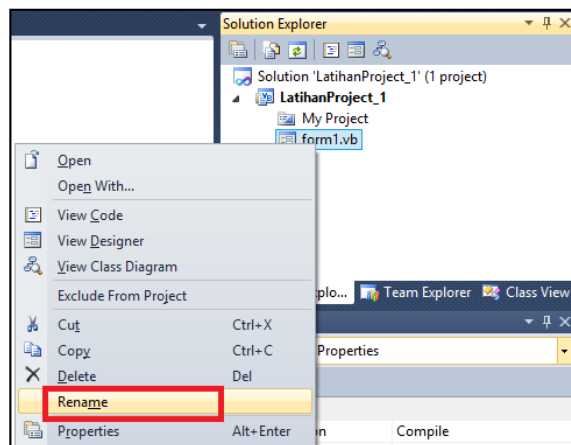 Solution Explorer
Solution 'LatihanProject_1' (1 project)
LatihanProject_1
My Project
form1.vb
Open
Open With...
View Code
View Designer
View Class Diagram
Exclude From Project
Cut Ctrl+X
Copy Ctrl+C
Delete Del
Rename
Properties Alt+Enter
Team Explorer Class View
Properties
Compile